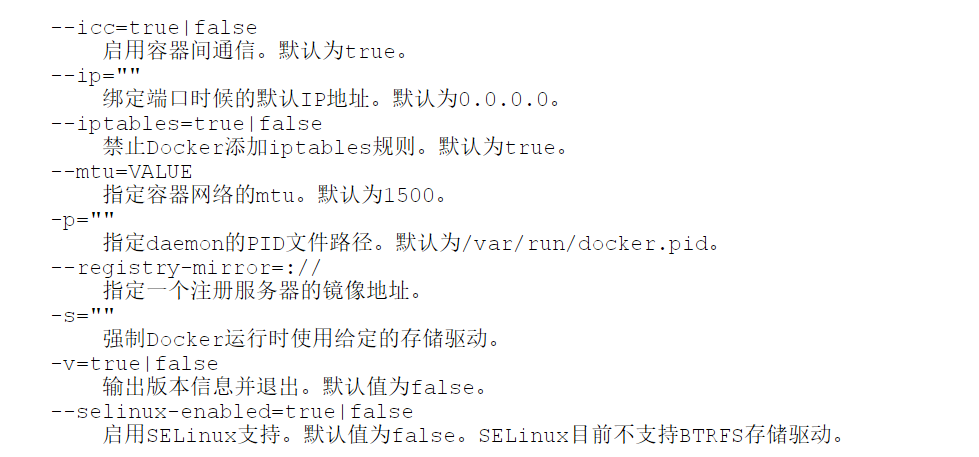 --icc=true|false
启用容器间通信。默认为true。
--ip=""
绑定端口时候的默认IP地址。默认为0.0.0.0。
--iptables=true|false
禁止Docker添加iptables规则。默认为true。
--mtu=VALUE
指定容器网络的mtu。默认为1500。
-p=""
指定daemon的PID文件路径。默认为/var/run/docker.pid。
--registry-mirror=://
指定一个注册服务器的镜像地址。
-s=""
强制Docker运行时使用给定的存储驱动。
-v=true|false
输出版本信息并退出。默认值为false。
--selinux-enabled=true|false
启用SELinux支持。默认值为false。SELinux目前不支持BTRFS存储驱动。